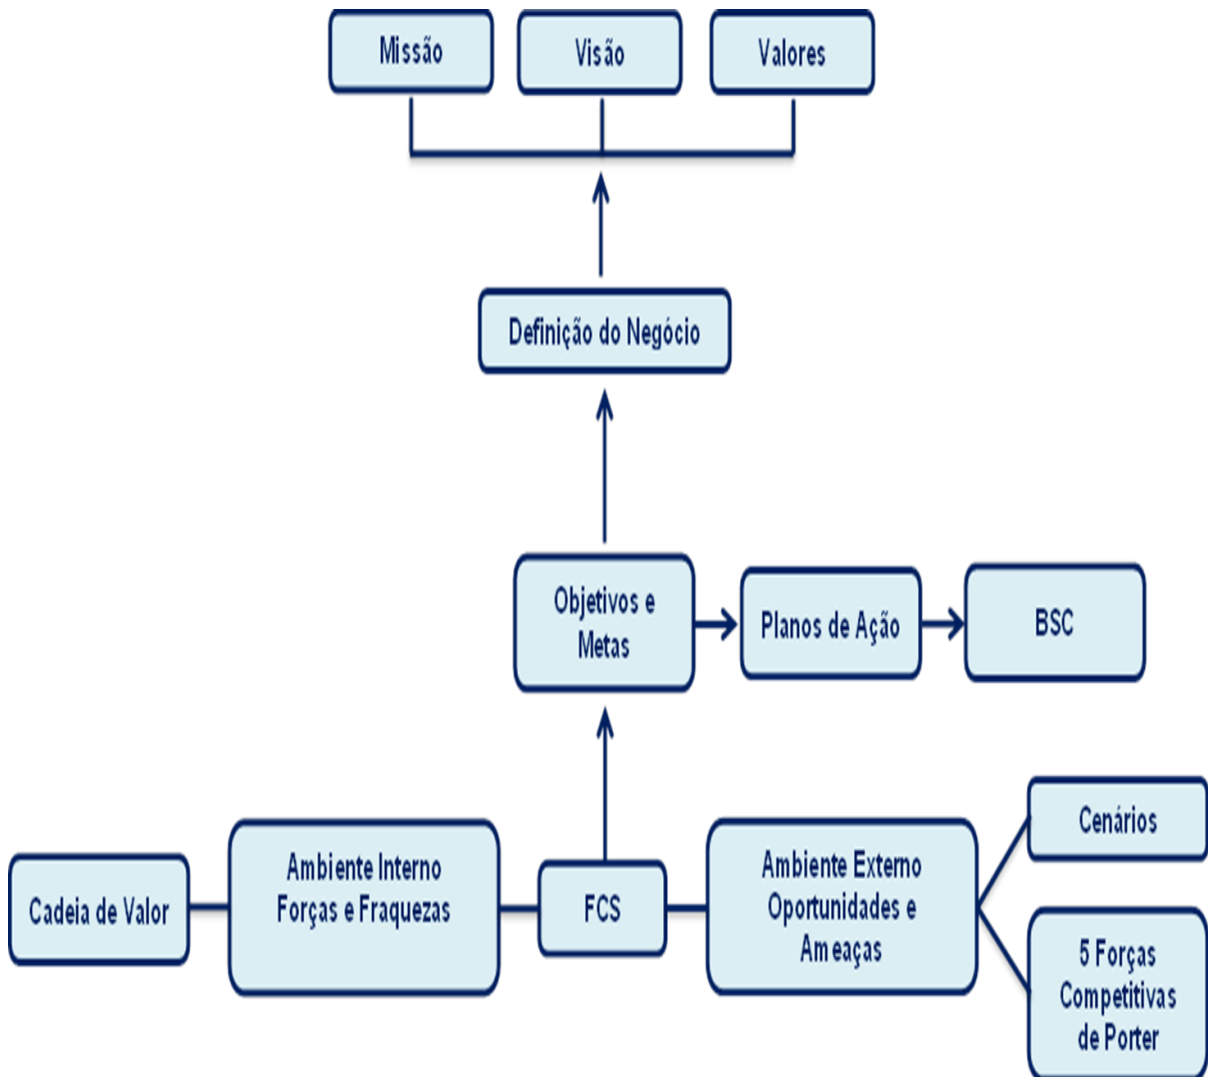 Missão
Visão
Valores
Definição do Negócio
Objetivos e
Metas
Planos de Ação
BSC
Cadeia de Valor
Ambiente Interno
Forças e Fraquezas
FCS
Ambiente Externo
Oportunidades e
Ameaças
Cenários
5 Forças
Competitivas
de Porter